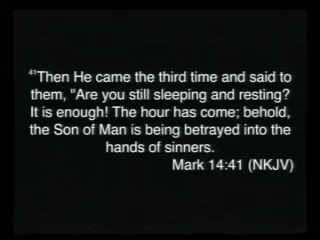 41Then He came the third time and said to
them, "Are you still sleeping and resting?
It is enough! The hour has come; behold,
the Son of Man is being betrayed into the
hands of sinners.
Mark 14:41 (NKJV)